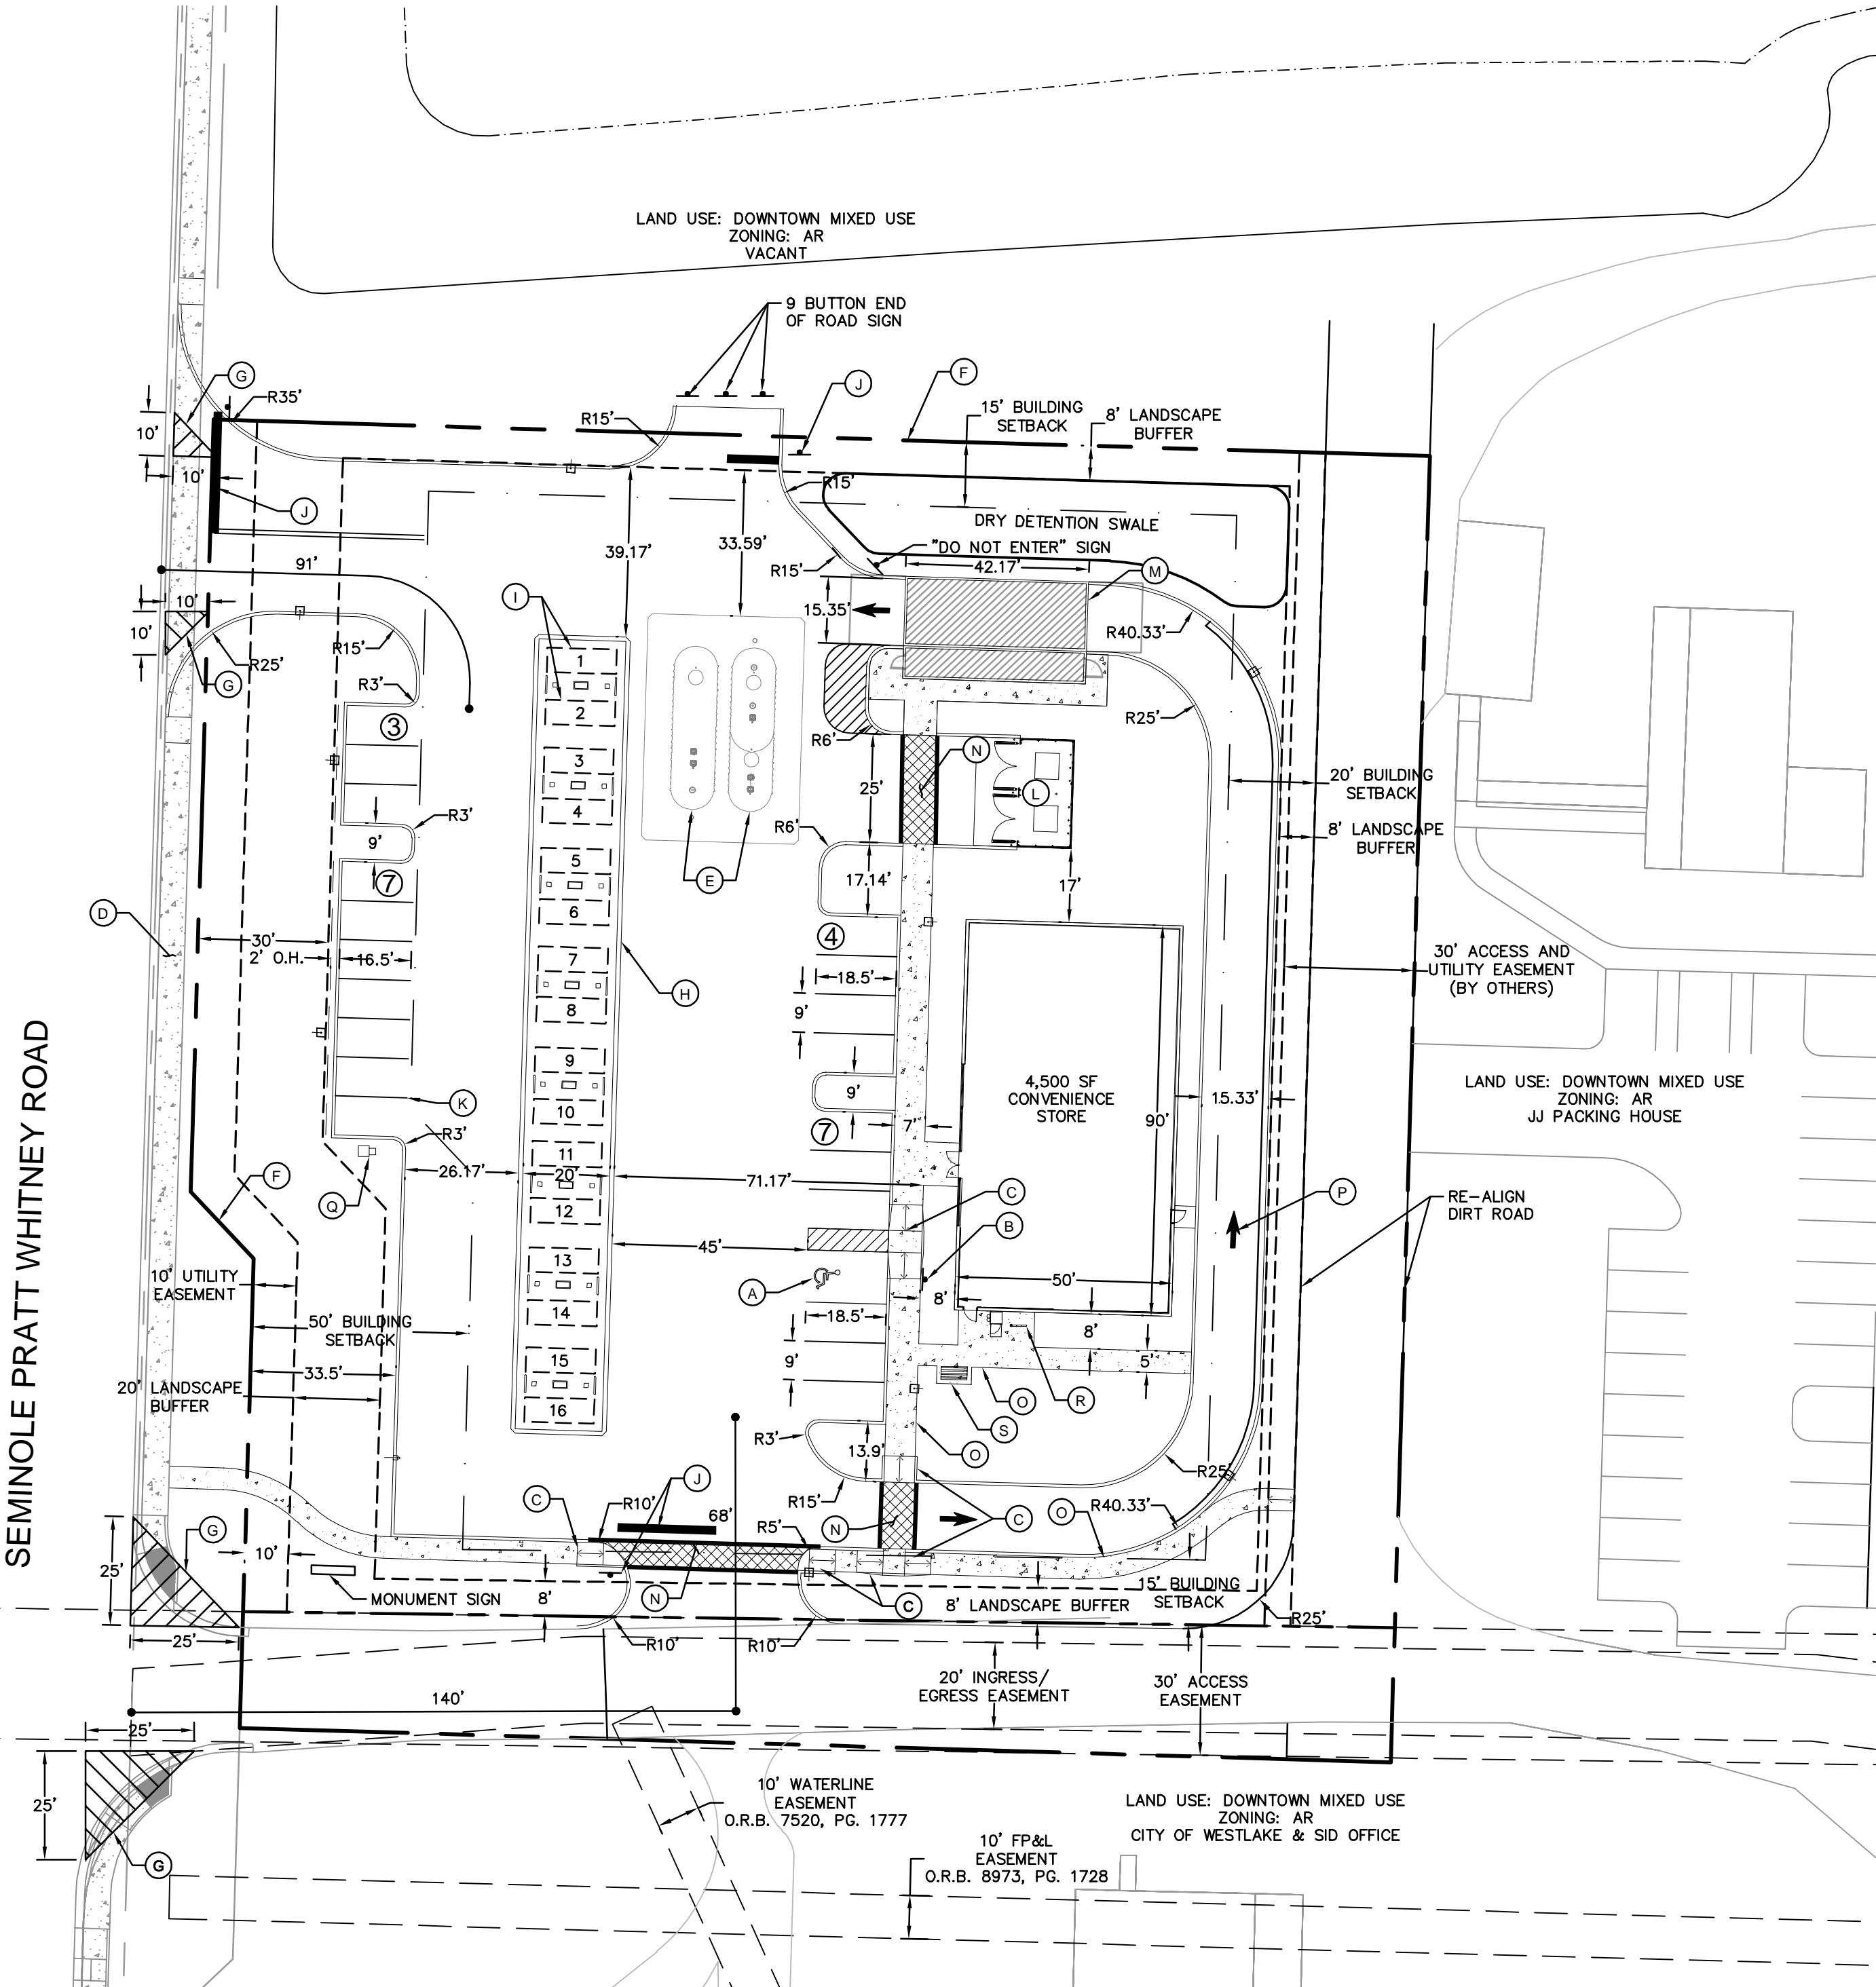 LAND USE: DOWNTOWN MIXED USE
ZONING: AR
VACANT
9 BUTTON END
OF ROAD SIGN
G
R35'
R15'
J
F
15' BUILDING
SETBACK
8' LANDSCAPE
BUFFER
10'
10'
J
R15'
DRY DETENTION SWALE
39.17'
33.59'
"DO NOT ENTER" SIGN
R15'
42.17'
M
91'
10'
10'
I
15.35'
R40.33'
R15'
R25'
G
R3'
1
2
R25'
3
R6'
N
3
4
25'
L
20' BUILDING
SETBACK
R3'
9'
R6'
8' LANDSCAPE
BUFFER
7
5
6
E
17.14'
17'
D
30'
2' O.H.
16.5'
4
7
8
18.5'
H
9'
30' ACCESS AND
UTILITY EASEMENT
(BY OTHERS)
SEMINOLE PRATT WHITNEY ROAD
9
10
K
9'
4,500 SF
CONVENIENCE
STORE
15.33'
90'
LAND USE: DOWNTOWN MIXED USE
ZONING: AR
JJ PACKING HOUSE
7
7'
R3'
11
26.17'
20'
71.17'
12
F
Q
C
B
P
RE-ALIGN
DIRT ROAD
45'
13
14
A
50'
8'
10' UTILITY
EASEMENT
50' BUILDING
SETBACK
18.5'
8'
9'
5'
33.5'
15
16
20' LANDSCAPE
BUFFER
O
R
S
R3'
13.9'
O
R25'
J
C
R10'
68'
R15'
R5'
N
C
O
R40.33'
G
25'
10'
MONUMENT SIGN
8'
N
C
8' LANDSCAPE BUFFER
15' BUILDING
SETBACK
R25'
25'
R10'
R10'
20' INGRESS/
EGRESS EASEMENT
30' ACCESS
EASEMENT
140'
25'
25'
G
10' WATERLINE
EASEMENT
O.R.B. 7520, PG. 1777
LAND USE: DOWNTOWN MIXED USE
ZONING: AR
CITY OF WESTLAKE & SID OFFICE
10' FP&L
EASEMENT
O.R.B. 8973, PG. 1728